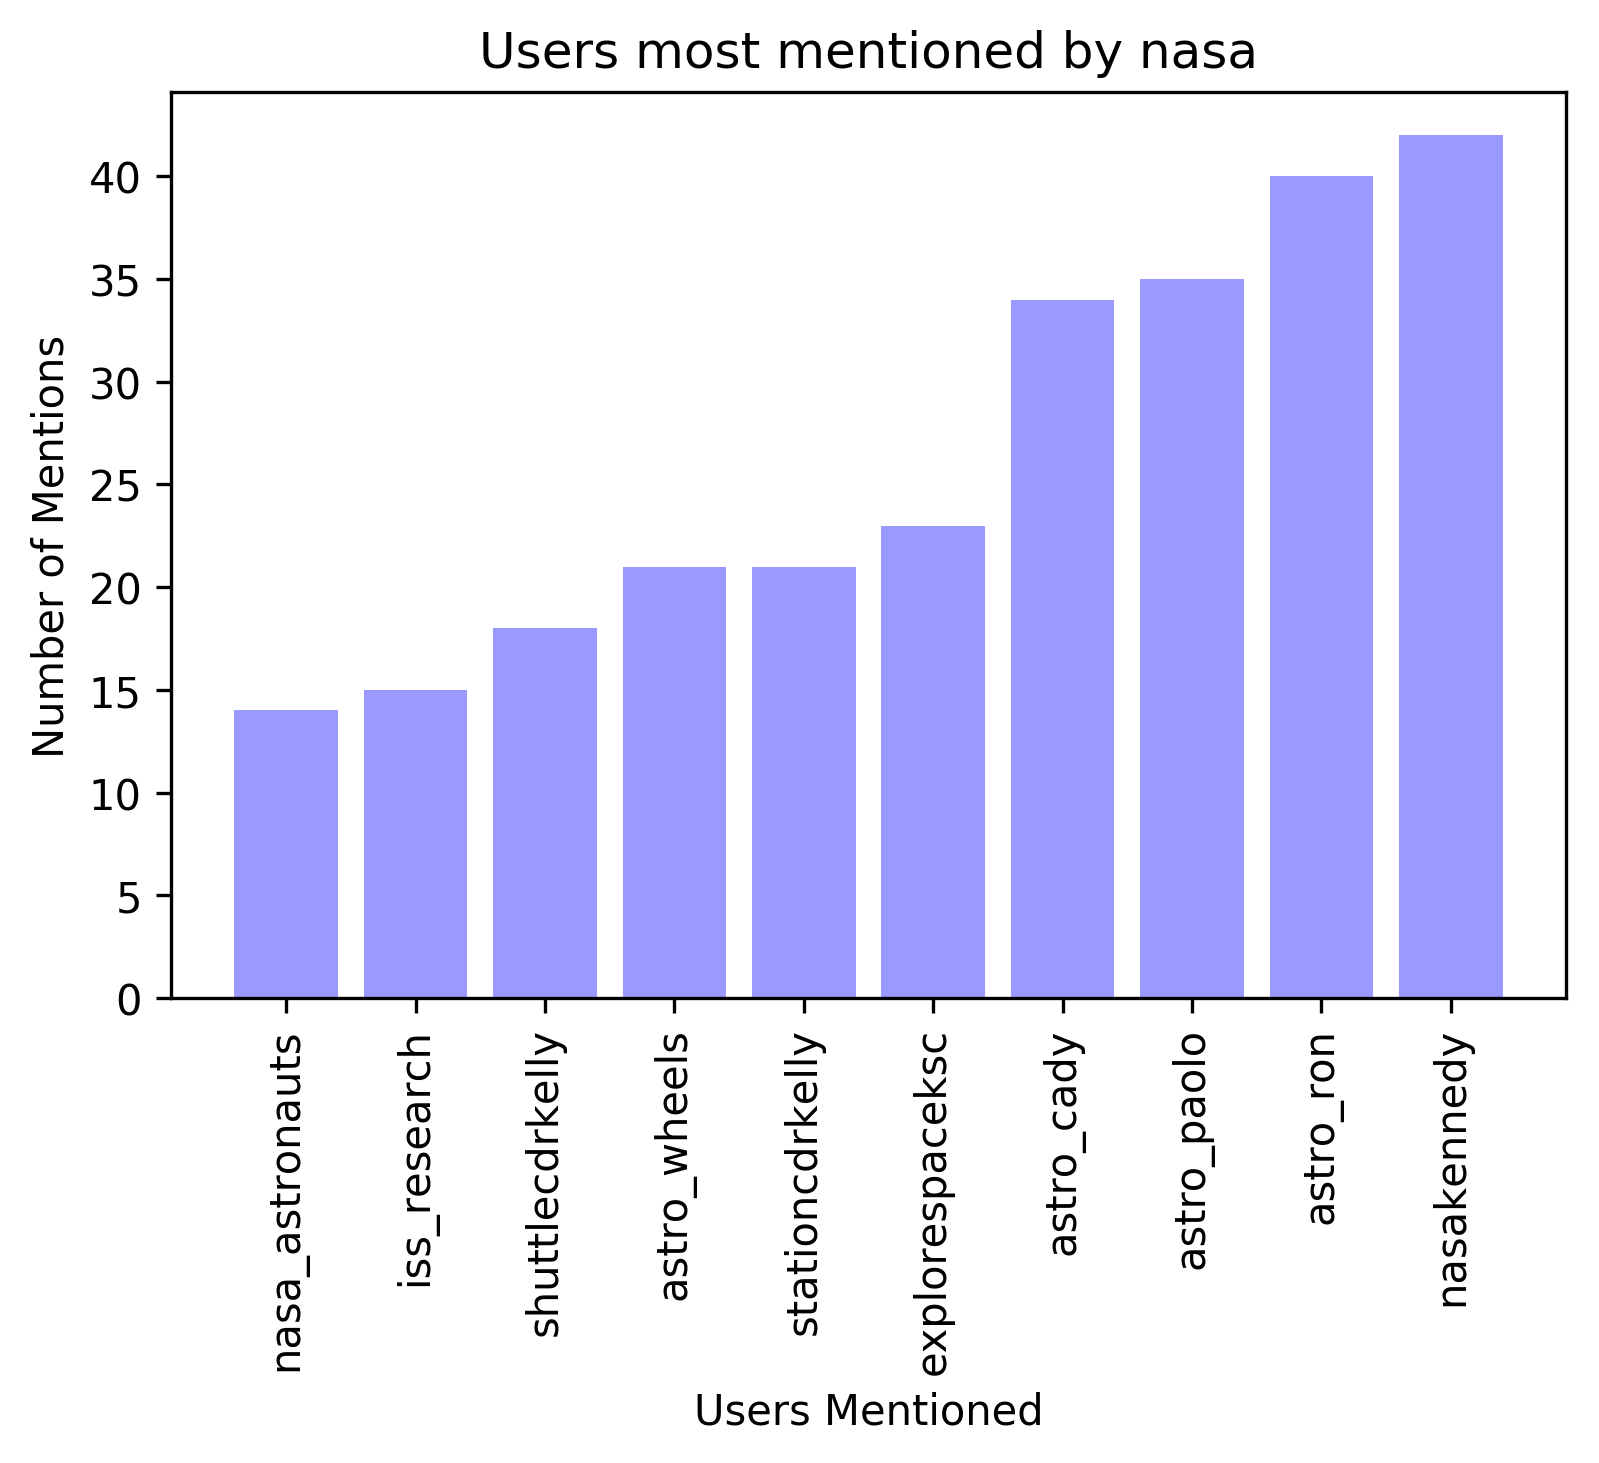 Users most mentioned by nasa
Number of Mentions
40
35
30
25
20
15
10
5
0
nasa_astronauts
iss_research
shuttlecdrkelly
astro_wheels
stationcdrkelly
explorespaceksc
astro_cady
astro_paolo
astro_ron
nasakennedy
Users Mentioned